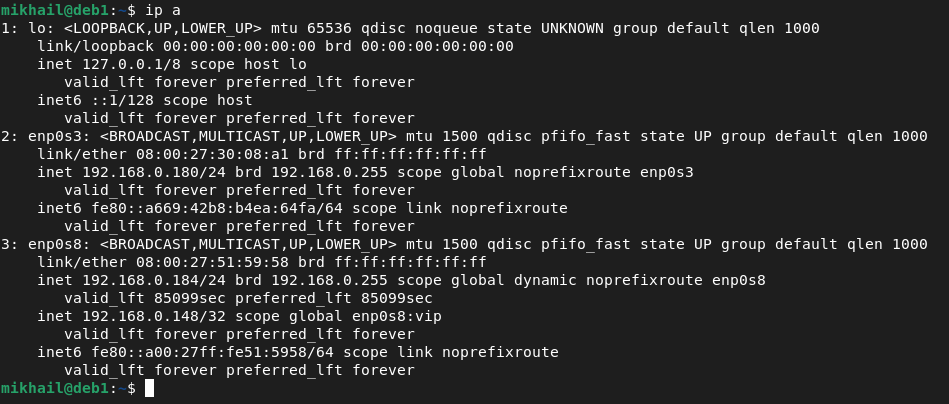 mikhail@deb1:~$ ip a
1: lo: <LOOPBACK,UP,LOWER_UP> mtu 65536 qdisc noqueue state UNKNOWN group default qlen 1000
    link/loopback 00:00:00:00:00:00 brd 00:00:00:00:00:00
    inet 127.0.0.1/8 scope host lo
       valid_lft forever preferred_lft forever
    inet6 ::1/128 scope host
       valid_lft forever preferred_lft forever
2: enp0s3: <BROADCAST,MULTICAST,UP,LOWER_UP> mtu 1500 qdisc pfifo_fast state UP group default qlen 1000
    link/ether 08:00:27:30:08:a1 brd ff:ff:ff:ff:ff:ff
    inet 192.168.0.180/24 brd 192.168.0.255 scope global noprefixroute enp0s3
       valid_lft forever preferred_lft forever
    inet6 fe80::a669:42b8:b4ea:64fa/64 scope link noprefixroute
       valid_lft forever preferred_lft forever
3: enp0s8: <BROADCAST,MULTICAST,UP,LOWER_UP> mtu 1500 qdisc pfifo_fast state UP group default qlen 1000
    link/ether 08:00:27:51:59:58 brd ff:ff:ff:ff:ff:ff
    inet 192.168.0.184/24 brd 192.168.0.255 scope global dynamic noprefixroute enp0s8
       valid_lft 85099sec preferred_lft 85099sec
    inet 192.168.0.148/32 scope global enp0s8:vip
       valid_lft forever preferred_lft forever
    inet6 fe80::a00:27ff:fe51:5958/64 scope link noprefixroute
       valid_lft forever preferred_lft forever
mikhail@deb1:~$